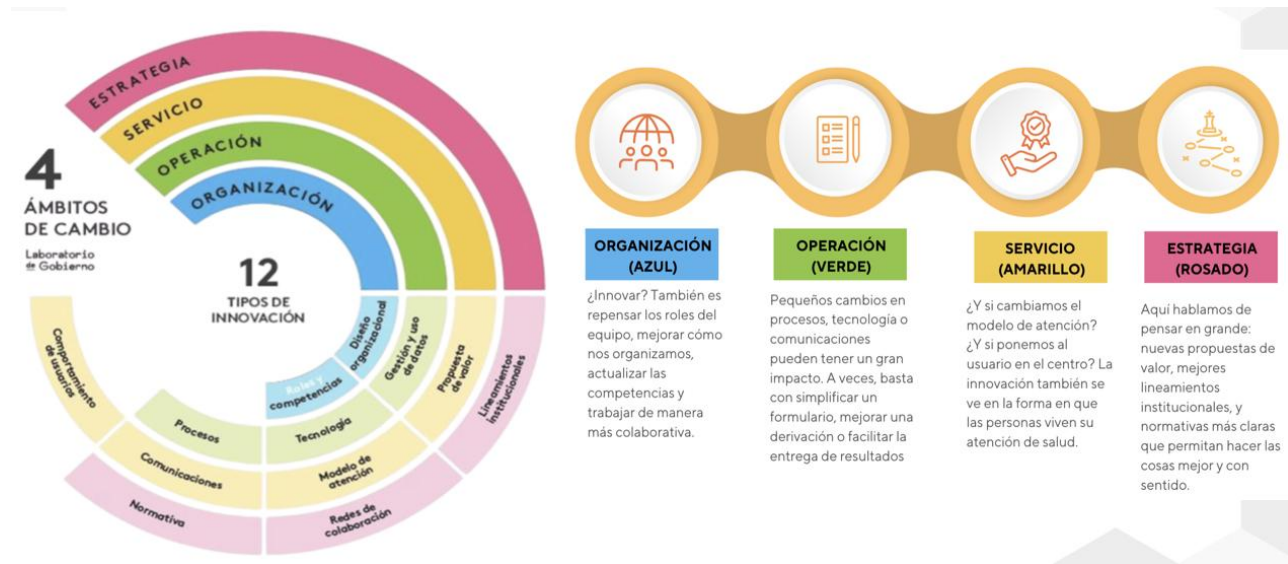 ESTRATEGIA
SERVICIO
OPERACIÓN
ORGANIZACIÓN
4
ÁMBITOS
DE CAMBIO
Laboratorio
de Gobierno
12
TIPOS DE
INNOVACIÓN
Diseño
organizacional
Roles y
competencias
Gestión y uso
de datos
Tecnología
Procesos
Propuesta
de valor
Modelo de
atención
Comunicaciones
Comportamiento
de usuarios
Lineamientos
institucionales
Redes de
colaboración
Normativa
ORGANIZACIÓN
(AZUL)
¿Innovar? También es
repensar los roles del
equipo, mejorar cómo
nos organizamos,
actualizar las
competencias y
trabajar de manera
más colaborativa.
OPERACIÓN
(VERDE)
Pequeños cambios en
procesos, tecnología o
comunicaciones
pueden tener un gran
impacto. A veces, basta
con simplificar un
formulario, mejorar una
derivación o facilitar la
entrega de resultados
SERVICIO
(AMARILLO)
¿Y si cambiamos el
modelo de atención?
¿Y si ponemos al
usuario en el centro? La
innovación también se
ve en la forma en que
las personas viven su
atención de salud.
ESTRATEGIA
(ROSADO)
Aquí hablamos de
pensar en grande:
nuevas propuestas de
valor, mejores
lineamientos
institucionales, y
normativas más claras
que permitan hacer las
cosas mejor y con
sentido.